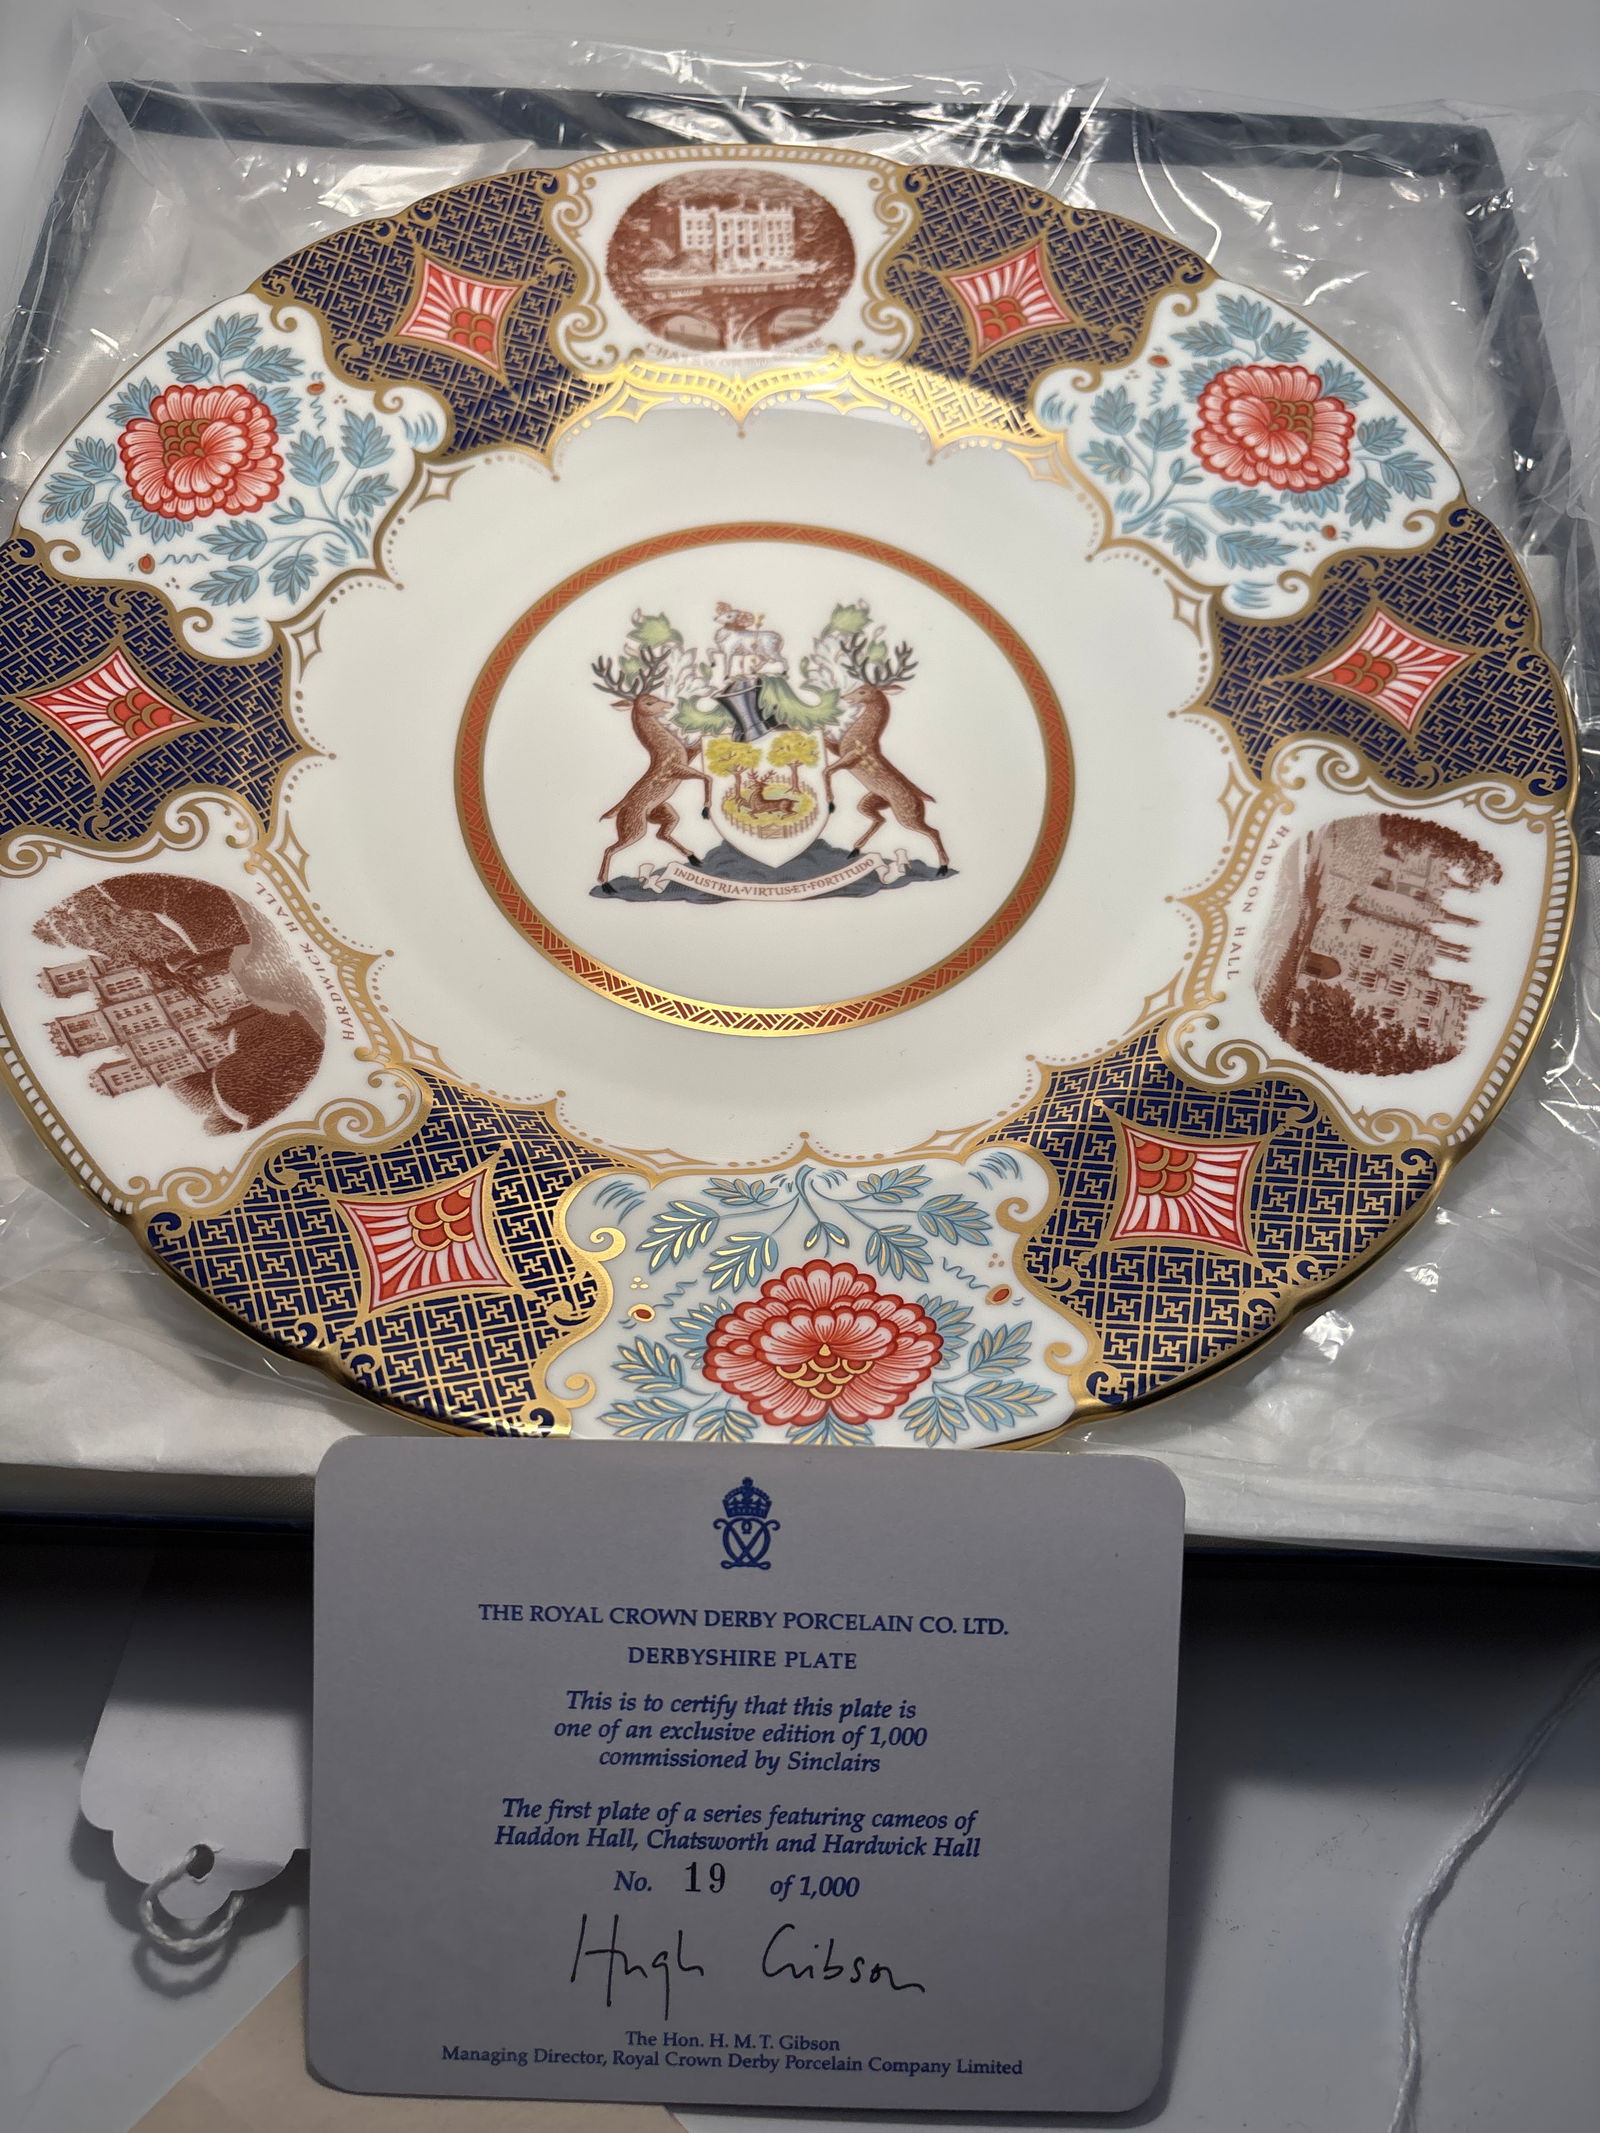 CHATSWORTH HOUSE
HADDON HALL
HARDWICK HALL
INDUSTRIA·VIRTUS·ET·FORTITUDO
THE ROYAL CROWN DERBY PORCELAIN CO. LTD.
DERBYSHIRE PLATE
This is to certify that this plate is
one of an exclusive edition of 1,000
commissioned by Sinclairs
The first plate of a series featuring cameos of
Haddon Hall, Chatsworth and Hardwick Hall
No. 19 of 1,000
Hugh Gibson
The Hon. H. M. T. Gibson
Managing Director, Royal Crown Derby Porcelain Company Limited